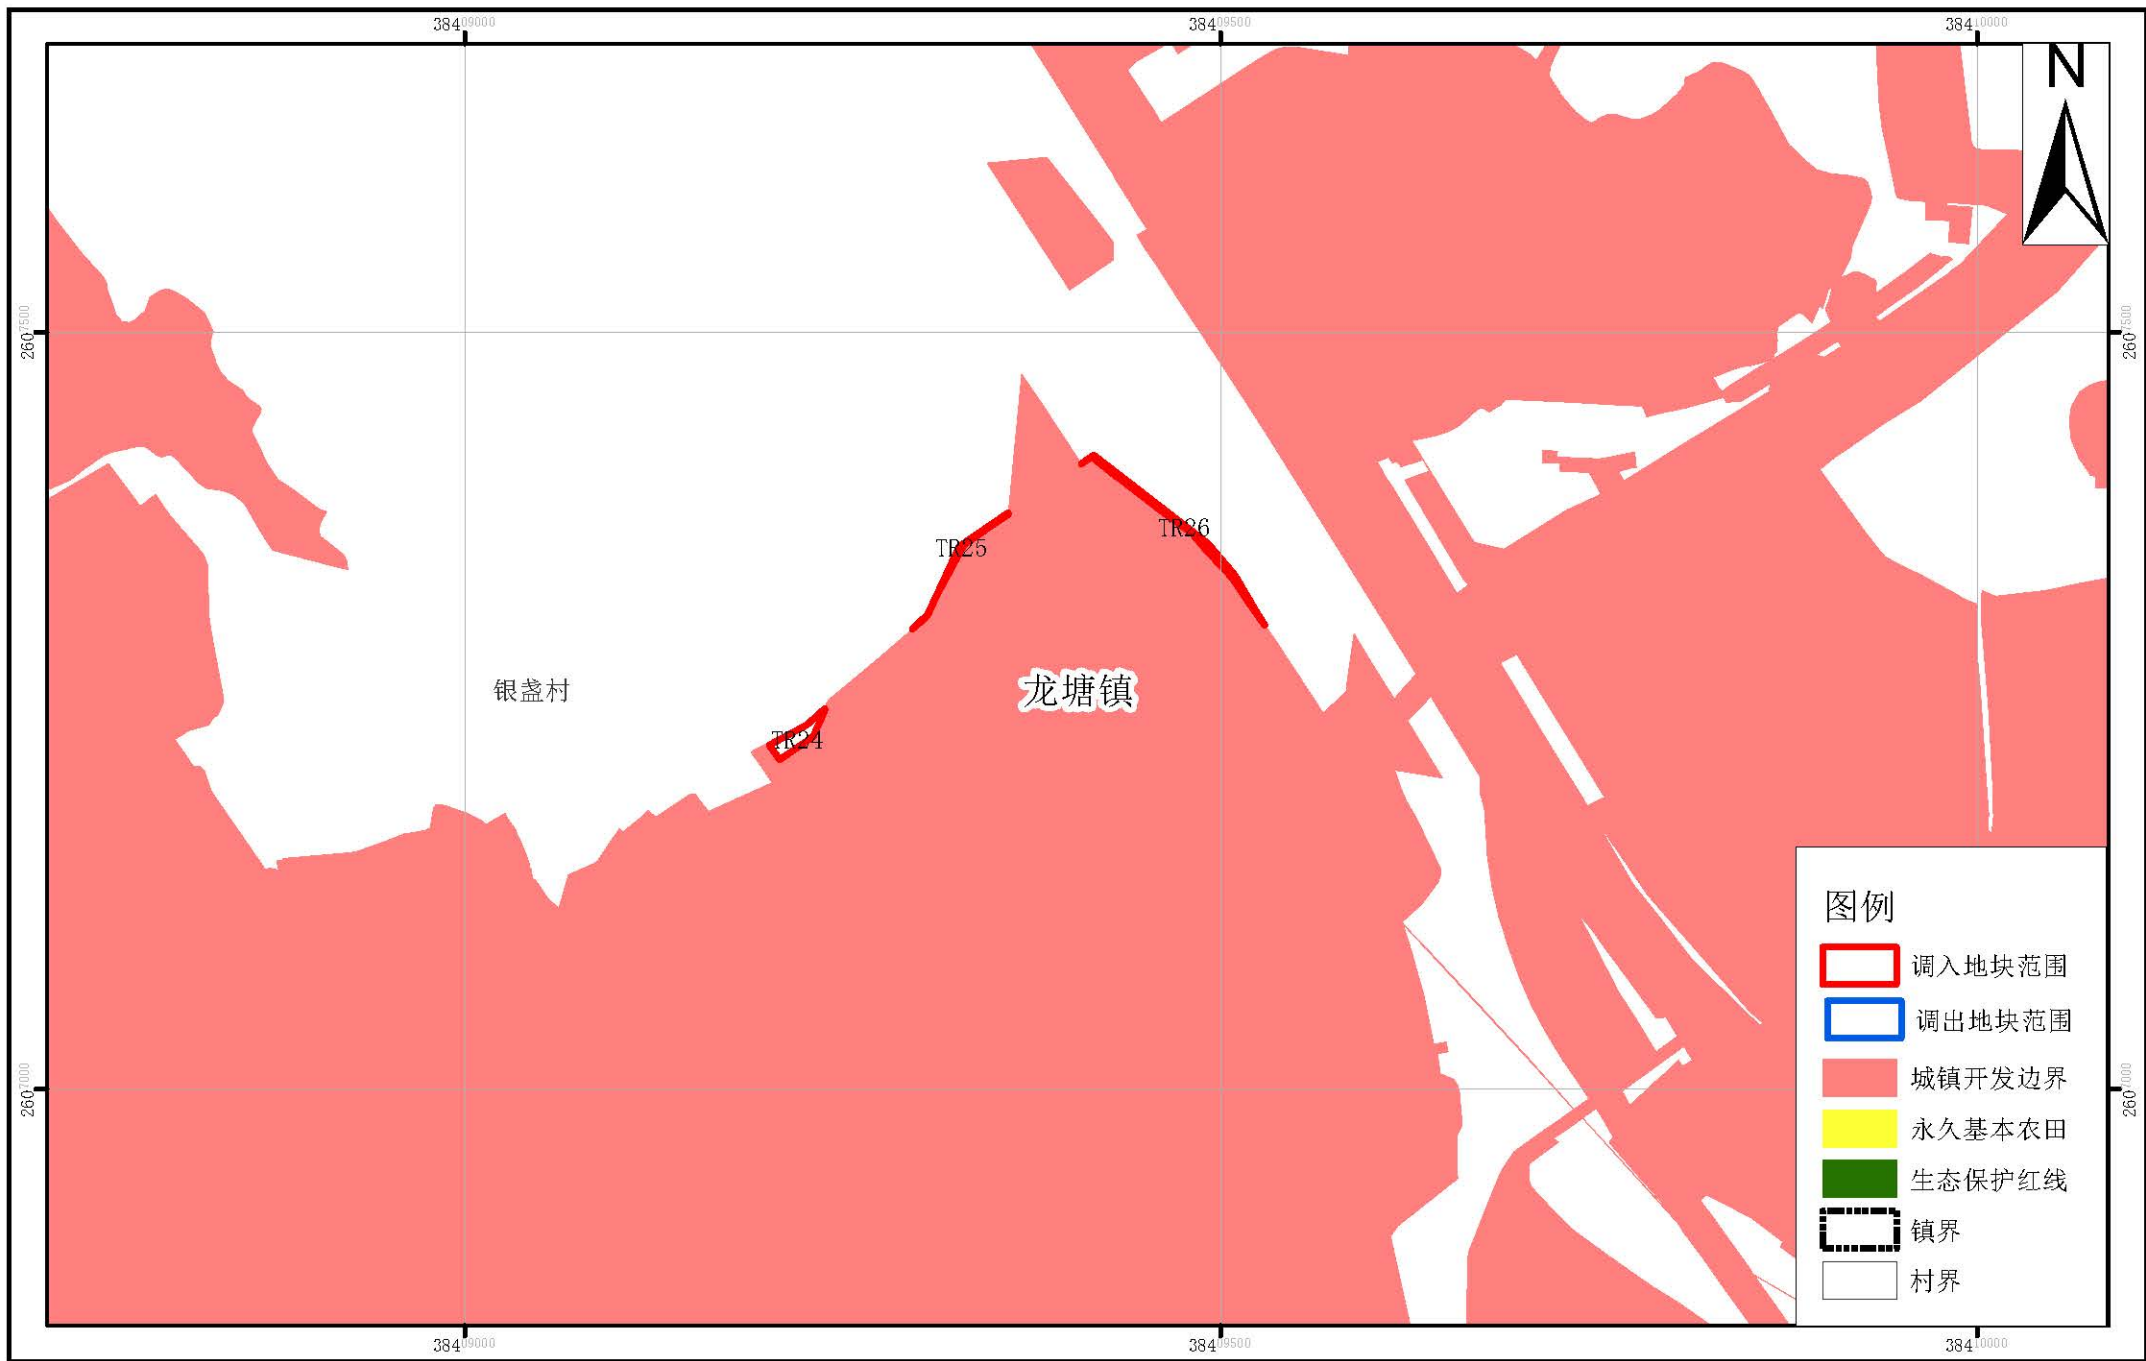 38409000
38409500
38410000
N
2607500
2607500
TR26
TR25
银盏村
龙塘镇
TR24
图例
调入地块范围
调出地块范围
城镇开发边界
永久基本农田
生态保护红线
镇界
村界
2607000
2607000
38409000
38409500
38410000